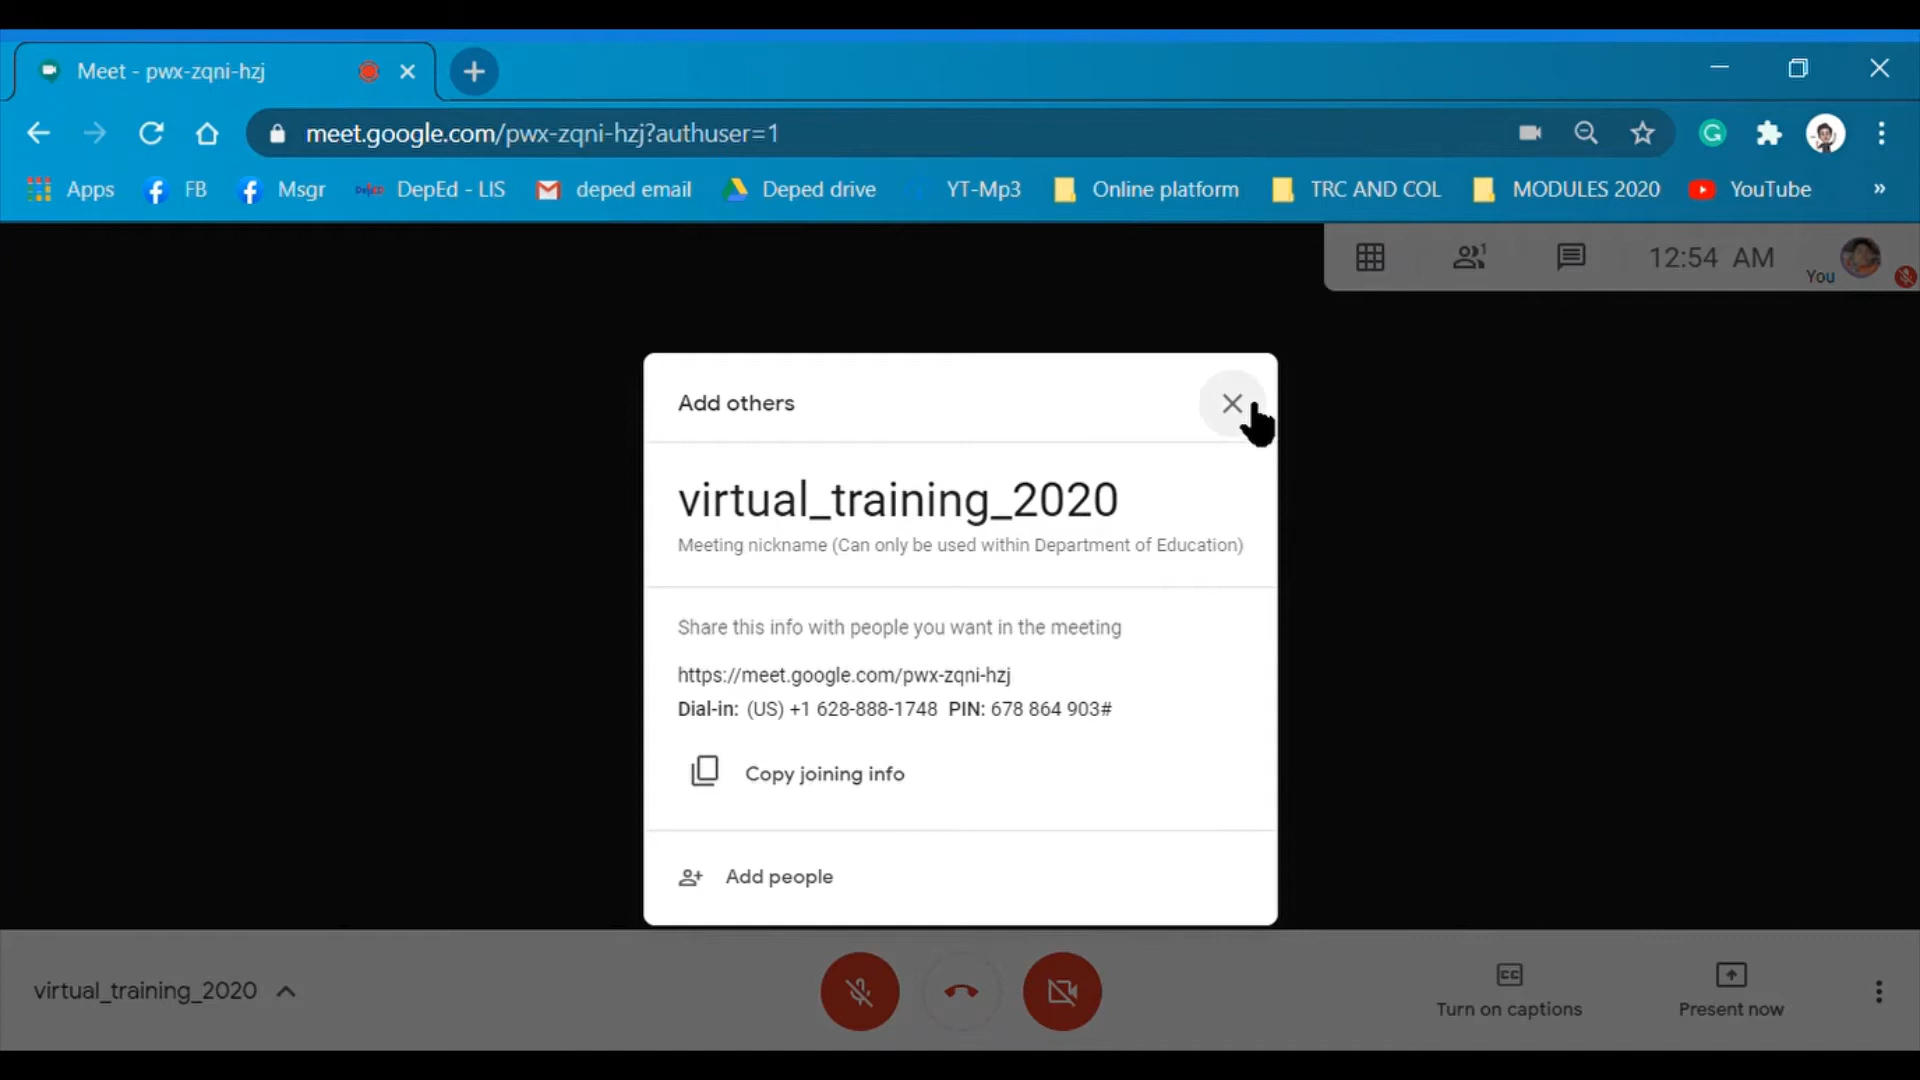 Meet - pwx-zqni-hzj
meet.google.com/pwx-zqni-hzj?authuser=1
Apps FB Msgr DepEd DepEd - LIS deped email Deped drive YT-Mp3 Online platform TRC AND COL MODULES 2020 YouTube »
1 12:54 AM You
Add others
virtual_training_2020
Meeting nickname (Can only be used within Department of Education)
Share this info with people you want in the meeting
https://meet.google.com/pwx-zqni-hzj
Dial-in: (US) +1 628-888-1748 PIN: 678 864 903#
Copy joining info
Add people
virtual_training_2020
CC
Turn on captions
Present now